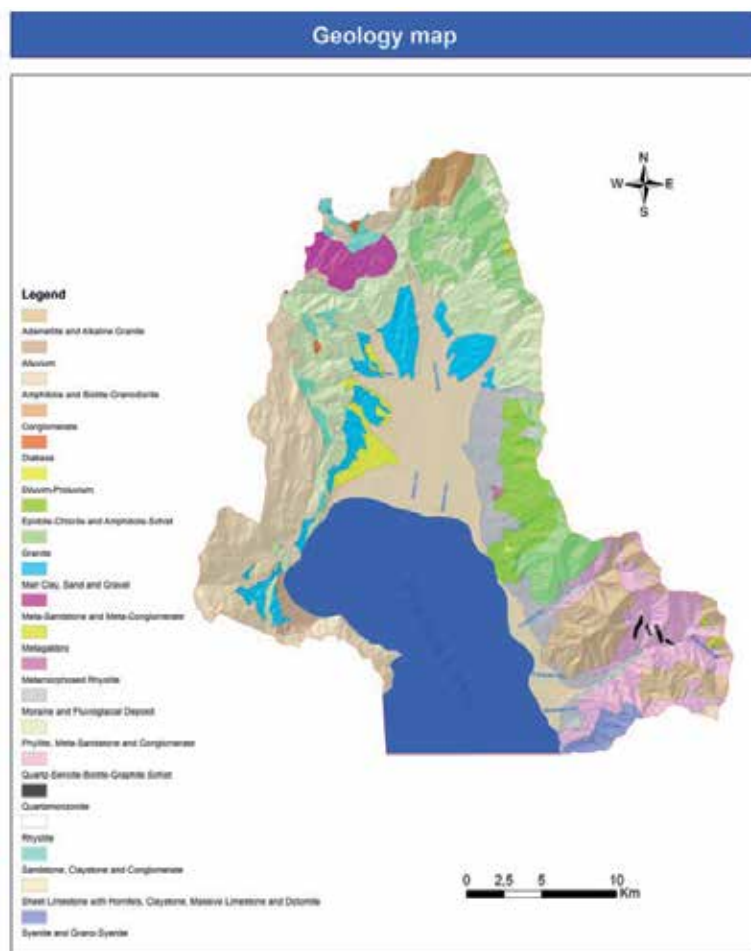 Geology map
N
W E
S
Legend
Adamellite and Alkaline Granite
Alluvium
Amphibole and Biotite Granodiorite
Conglomerate
Diabase
Eluvim-Proluvium
Epidote-Chlorite and Amphibole-Schist
Granite
Marl Clay, Sand and Gravel
Meta-Sandstone and Meta-Conglomerate
Metagabbro
Metamorphosed Rhyolite
Moraine and Fluvioglacial Deposit
Phyllite, Meta-Sandstone and Conglomerate
Quartz-Sericite-Biotite-Graphite Schist
Quartzmonzonite
Rhyolite
Sandstone, Claystone and Conglomerate
Sheet Limestone with Hornfels, Claystone, Massive Limestone and Dolomite
Syenite and Grano-Syenite
0 2,5 5 10
Km